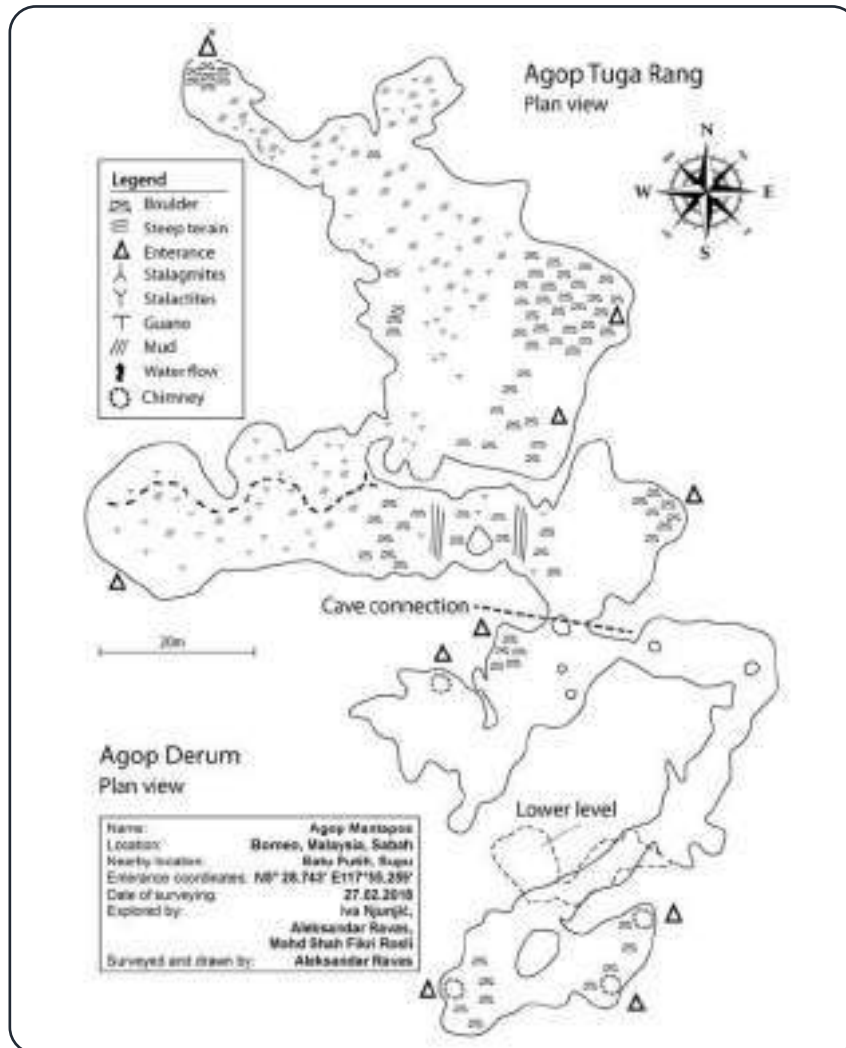 Agop Tuga Rang
Plan view
N
W
E
S
Legend
Boulder
Steep terain
Enterance
Stalagmites
Stalactites
Guano
Mud
Water flow
Chimney
Cave connection
20m
Agop Derum
Plan view
Lower level
Name: Agop Mantapos
Location: Borneo, Malaysia, Sabah
Nearby location: Batu Putih, Supu
Enterance coordinates:
Date of surveying: 27.02.2018
Explored by: Iva Njunjić,
Aleksandar Ravas,
Mohd Shah Fikri Rosli
Surveyed and drawn by: Aleksandar Ravas